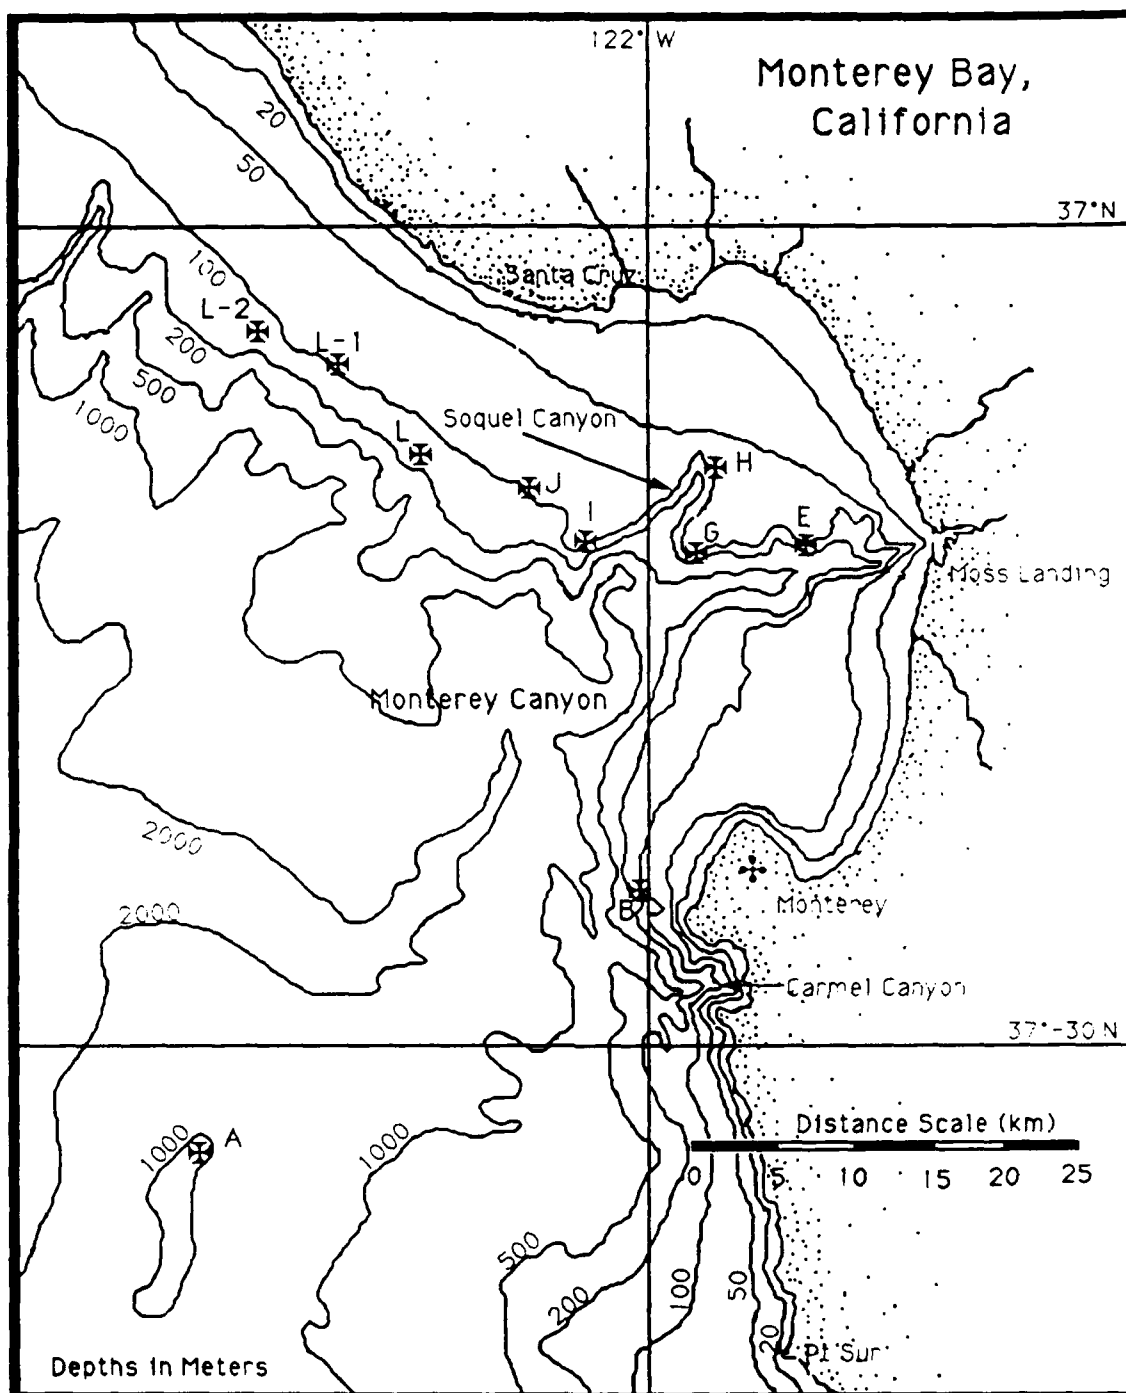 122° W
Monterey Bay,
California
20
50
37°N
100
Santa Cruz
L-2
L-1
200
500
1000
Soquel Canyon
L
H
J
I
G
E
Moss Landing
Monterey Canyon
2000
2000
B
Monterey
Carmel Canyon
37°-30 N
Distance Scale (km)
0 5 10 15 20 25
1000
A
1000
500
200
100
50
20
Pt Sur
Depths in Meters